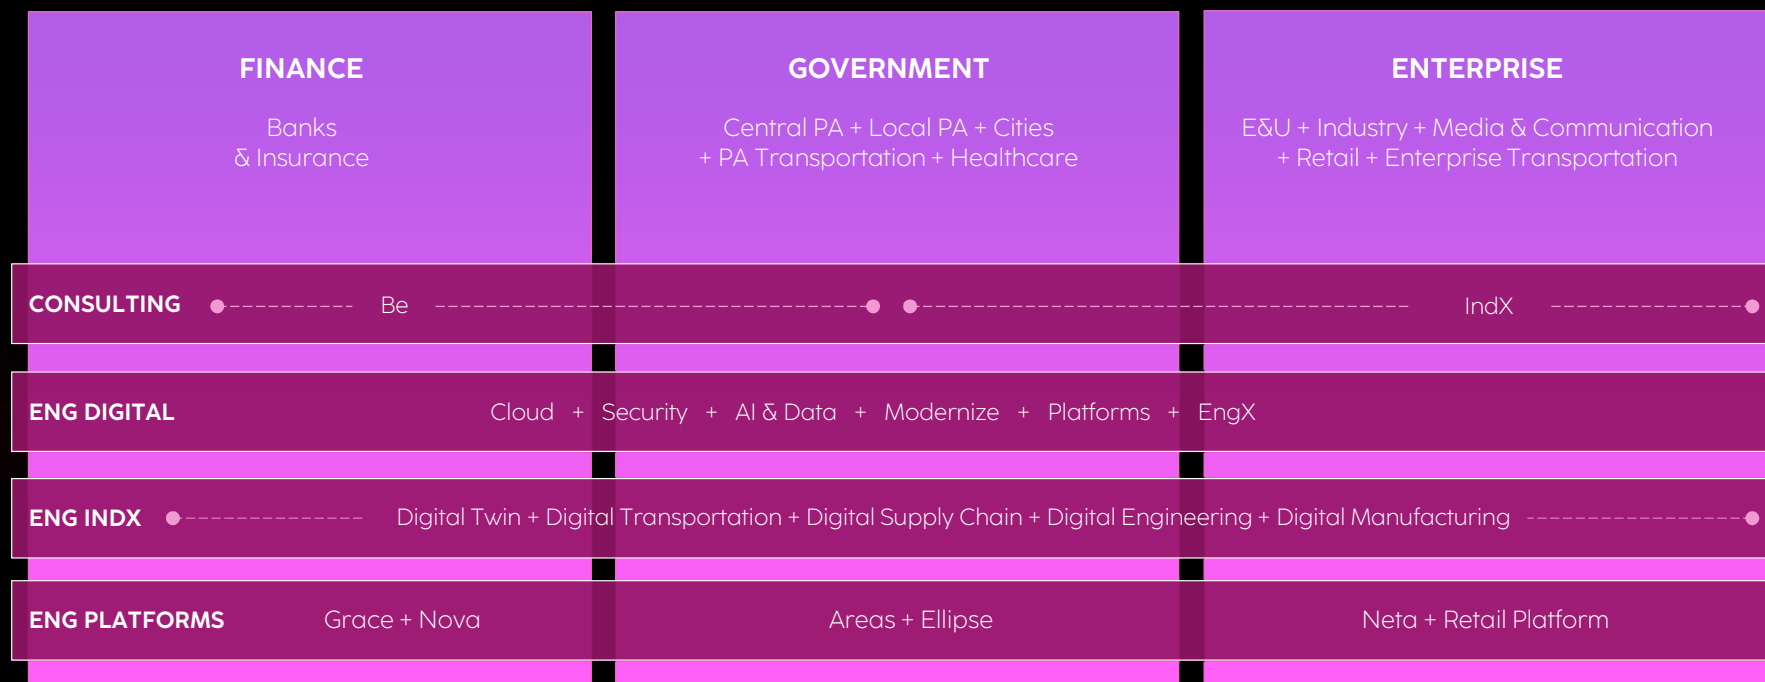 FINANCE
Banks
& Insurance
GOVERNMENT
Central PA + Local PA + Cities
+ PA Transportation + Healthcare
ENTERPRISE
E&U + Industry + Media & Communication
+ Retail + Enterprise Transportation
CONSULTING Be IndX
ENG DIGITAL Cloud + Security + AI & Data + Modernize + Platforms + EngX
ENG INDX Digital Twin + Digital Transportation + Digital Supply Chain + Digital Engineering + Digital Manufacturing
ENG PLATFORMS Grace + Nova Areas + Ellipse Neta + Retail Platform